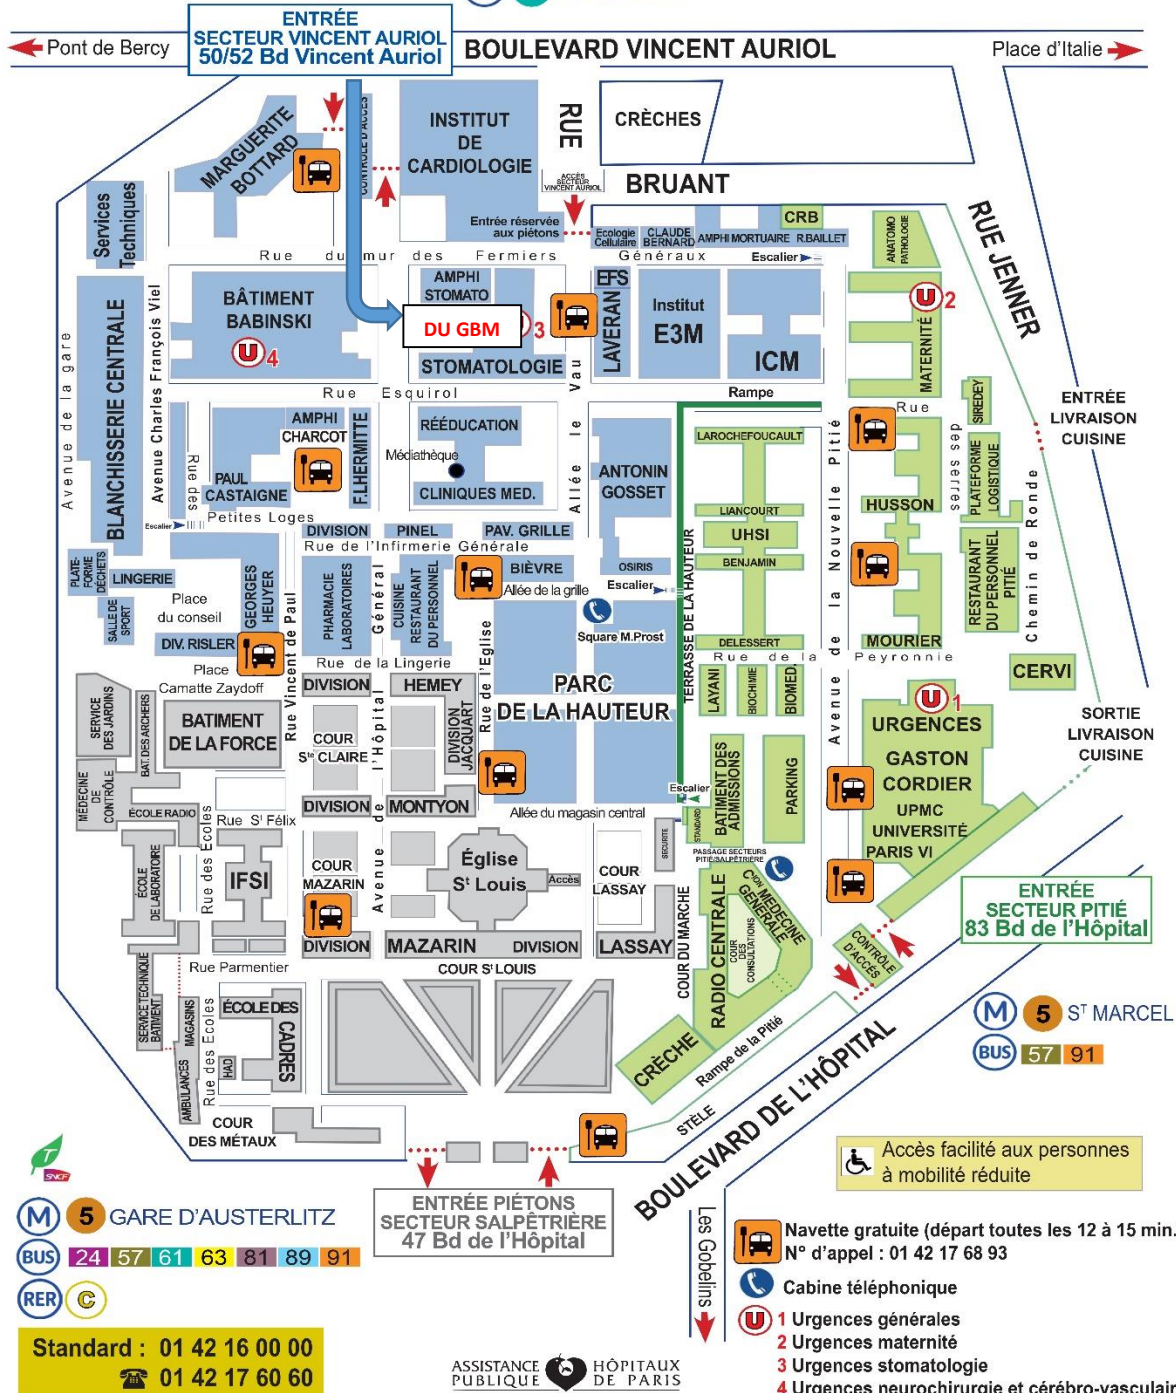 ENTRÉE
SECTEUR VINCENT AURIOL
50/52 Bd Vincent Auriol
Pont de Bercy
BOULEVARD VINCENT AURIOL
Place d'Italie
MARGUERITE
BOTTARD
CONTRÔLE D'ACCÈS
INSTITUT
DE
CARDIOLOGIE
Entrée réservée
aux piétons
RUE
BRUANT
CRÈCHES
ACCÈS
SECTEUR
VINCENT AURIOL
Services
Techniques
Ecologie
Cellulaire
CLAUDE
BERNARD
AMPHI MORTUAIRE
R.BAILLET
CRB
ANATOMO
PATHOLOGIE
RUE JENNER
Rue du mur des Fermiers Généraux
Escalier
BLANCHISSERIE CENTRALE
Avenue de la gare
Avenue Charles François Viel
BÂTIMENT
BABINSKI
U 4
AMPHI
STOMATO
DU GBM
3
STOMATOLOGIE
EFS
LAVERAN
Institut
E3M
ICM
U 2
MATERNITÉ
Rue Esquirol
Allée le Vau
Rampe
Rue des serres
SIREDEY
ENTRÉE
LIVRAISON
CUISINE
AMPHI
CHARCOT
PAUL
CASTAIGNE
F.LHERMITTE
RÉÉDUCATION
Médiathèque
CLINIQUES MED.
ANTONIN
GOSSET
OSIRIS
Escalier
LAROCHEFOUCAULT
LIANCOURT
UHSI
BENJAMIN
DELESSERT
TERRASSE DE LA HAUTEUR
Avenue de la Nouvelle Pitié
HUSSON
MOURIER
PLATEFORME
LOGISTIQUE
RESTAURANT
DU PERSONNEL
PITIÉ
Chemin de Ronde
Rue des
Petites Loges
Escalier
DIVISION
PINEL
PAV. GRILLE
Rue de l'Infirmerie Générale
PLATE-
FORME
DÉCHETS
LINGERIE
SALLE DE
SPORT
Place
du conseil
DIV. RISLER
GEORGES
HEUYER
Place
Camatte Zaydoff
Rue Vincent de Paul
PHARMACIE
LABORATOIRES
Avenue de l'Hôpital Général
CUISINE
RESTAURANT
DU PERSONNEL
BIÈVRE
Allée de la grille
Square M.Prost
Rue de la Lingerie
Rue de l'Eglise
PARC
DE LA HAUTEUR
Rue de la Peyronnie
LAYANI
BIOCHIMIE
BIOMED.
CERVI
U 1
URGENCES
GASTON
CORDIER
UPMC
UNIVERSITÉ
PARIS VI
SORTIE
LIVRAISON
CUISINE
SERVICE
DES JARDINS
BAT. DES ARCHERS
MÉDECINE
DE
CONTRÔLE
BATIMENT
DE LA FORCE
ÉCOLE RADIO
DIVISION
HEMEY
COUR
Ste CLAIRE
DIVISION
JACQUART
DIVISION
MONTYON
Rue St Félix
Allée du magasin central
Escalier
STANDARD
BATIMENT DES
ADMISSIONS
PARKING
PASSAGE SECTEURS
PITIÉ/SALPÊTRIÈRE
SECURITE
ÉCOLE
DE LABORATOIRE
Rue des Ecoles
IFSI
COUR
MAZARIN
Église
St Louis
Accès
COUR
LASSAY
COUR DU MARCHE
RADIO CENTRALE
Cion MEDECINE
GENERALE
COUR
DES
CONSULTATIONS
CONTRÔLE
D'ACCÈS
ENTRÉE
SECTEUR PITIÉ
83 Bd de l'Hôpital
DIVISION
MAZARIN
DIVISION
LASSAY
Rue Parmentier
COUR St LOUIS
SERVICE TECHNIQUE
BATIMENT
MAGASINS
AMBULANCES
Rue des Ecoles
ÉCOLE DES
CADRES
HAD
COUR
DES MÉTAUX
CRÈCHE
Rampe de la Pitié
STÈLE
BOULEVARD DE L'HÔPITAL
M 5 ST MARCEL
BUS 57 91
Accès facilité aux personnes
à mobilité réduite
T
SNCF
M 5 GARE D'AUSTERLITZ
BUS 24 57 61 63 81 89 91
RER C
ENTRÉE PIÉTONS
SECTEUR SALPÊTRIÈRE
47 Bd de l'Hôpital
Les Gobelins
Navette gratuite (départ toutes les 12 à 15 min.
N° d'appel : 01 42 17 68 93
Cabine téléphonique
U 1 Urgences générales
2 Urgences maternité
3 Urgences stomatologie
4 Urgences neurochirurgie et cérébro-vasculair
Standard : 01 42 16 00 00
01 42 17 60 60
ASSISTANCE
PUBLIQUE
HÔPITAUX
DE PARIS